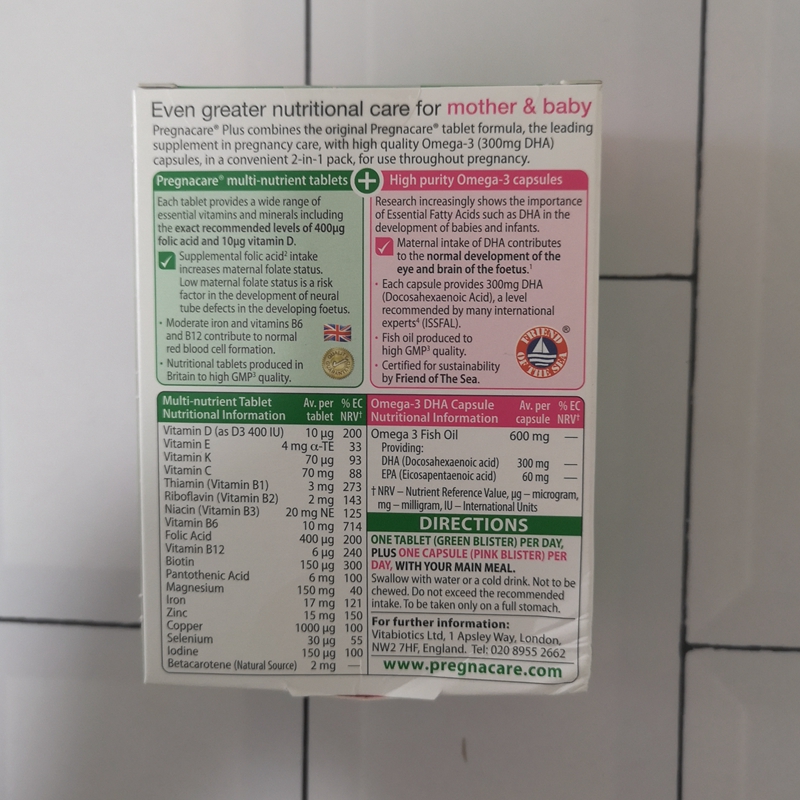 Even greater nutritional care for mother & baby
Pregnacare® Plus combines the original Pregnacare® tablet formula, the leading
supplement in pregnancy care, with high quality Omega-3 (300mg DHA)
capsules, in a convenient 2-in-1 pack, for use throughout pregnancy.
Pregnacare® multi-nutrient tablets
+
High purity Omega-3 capsules
Each tablet provides a wide range of
essential vitamins and minerals including
the exact recommended levels of 400µg
folic acid and 10µg vitamin D.
Supplemental folic acid² intake
increases maternal folate status.
Low maternal folate status is a risk
factor in the development of neural
tube defects in the developing foetus.
• Moderate iron and vitamins B6
and B12 contribute to normal
red blood cell formation.
• Nutritional tablets produced in
Britain to high GMP³ quality.
Research increasingly shows the importance
of Essential Fatty Acids such as DHA in the
development of babies and infants.
Maternal intake of DHA contributes
to the normal development of the
eye and brain of the foetus.¹
• Each capsule provides 300mg DHA
(Docosahexaenoic Acid), a level
recommended by many international
experts⁴ (ISSFAL).
• Fish oil produced to
high GMP³ quality.
• Certified for sustainability
by Friend of The Sea.
FRIEND
OF THE SEA
®
Multi-nutrient Tablet Av. per % EC
Nutritional Information tablet NRV†
Vitamin D (as D3 400 IU) 10 µg 200
Vitamin E 4 mg α-TE 33
Vitamin K 70 µg 93
Vitamin C 70 mg 88
Thiamin (Vitamin B1) 3 mg 273
Riboflavin (Vitamin B2) 2 mg 143
Niacin (Vitamin B3) 20 mg NE 125
Vitamin B6 10 mg 714
Folic Acid 400 µg 200
Vitamin B12 6 µg 240
Biotin 150 µg 300
Pantothenic Acid 6 mg 100
Magnesium 150 mg 40
Iron 17 mg 121
Zinc 15 mg 150
Copper 1000 µg 100
Selenium 30 µg 55
Iodine 150 µg 100
Betacarotene (Natural Source) 2 mg —
Omega-3 DHA Capsule Av. per % EC
Nutritional Information capsule NRV†
Omega 3 Fish Oil 600 mg —
Providing:
DHA (Docosahexaenoic acid) 300 mg —
EPA (Eicosapentaenoic acid) 60 mg —
† NRV – Nutrient Reference Value, µg – microgram,
mg – milligram, IU – International Units
DIRECTIONS
ONE TABLET (GREEN BLISTER) PER DAY,
PLUS ONE CAPSULE (PINK BLISTER) PER
DAY, WITH YOUR MAIN MEAL.
Swallow with water or a cold drink. Not to be
chewed. Do not exceed the recommended
intake. To be taken only on a full stomach.
For further information:
Vitabiotics Ltd, 1 Apsley Way, London,
NW2 7HF, England. Tel: 020 8955 2662
www.pregnacare.com